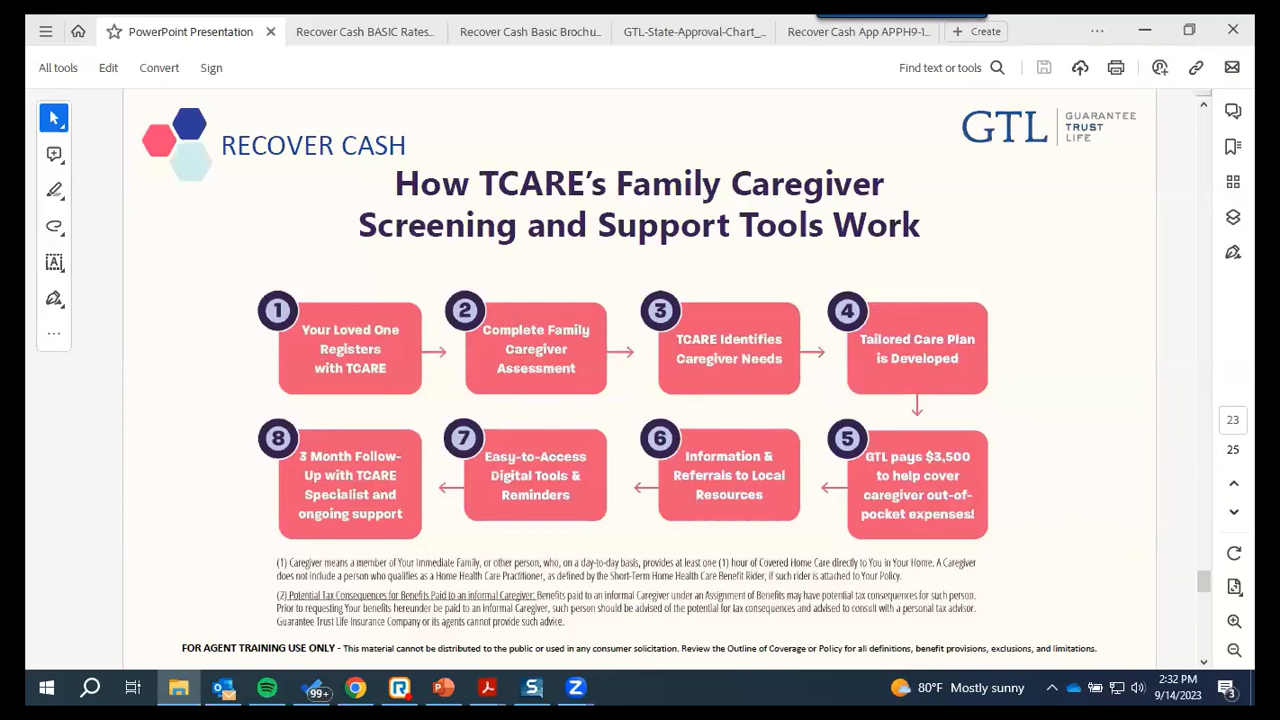 PowerPoint Presentation
Recover Cash BASIC Rates...
Recover Cash Basic Brochu...
GTL-State-Approval-Chart_...
Recover Cash App APPH9-1...
Create
All tools
Edit
Convert
Sign
Find text or tools
RECOVER CASH
GTL
GUARANTEE
TRUST
LIFE
How TCARE's Family Caregiver
Screening and Support Tools Work
1
Your Loved One
Registers
with TCARE
2
Complete Family
Caregiver
Assessment
3
TCARE Identifies
Caregiver Needs
4
Tailored Care Plan
is Developed
8
3 Month Follow-
Up with TCARE
Specialist and
ongoing support
7
Easy-to-Access
Digital Tools &
Reminders
6
Information &
Referrals to Local
Resources
5
GTL pays $3,500
to help cover
caregiver out-of-
pocket expenses!
(1) Caregiver means a member of Your Immediate Family, or other person, who, on a day-to-day basis, provides at least one (1) hour of Covered Home Care directly to You in Your Home. A Caregiver
does not include a person who qualifies as a Home Health Care Practitioner, as defined by the Short-Term Home Health Care Benefit Rider, if such rider is attached to Your Policy.
(2) Potential Tax Consequences for Benefits Paid to an informal Caregiver: Benefits paid to an informal Caregiver under an Assignment of Benefits may have potential tax consequences for such person.
Prior to requesting Your benefits hereunder be paid to an Informal Caregiver, such person should be advised of the potential for tax consequences and advised to consult with a personal tax advisor.
Guarantee Trust Life Insurance Company or its agents cannot provide such advice.
FOR AGENT TRAINING USE ONLY - This material cannot be distributed to the public or used in any consumer solicitation. Review the Outline of Coverage or Policy for all definitions, benefit provisions, exclusions, and limitations.
23
25
99+
80°F Mostly sunny
2:32 PM
9/14/2023
3